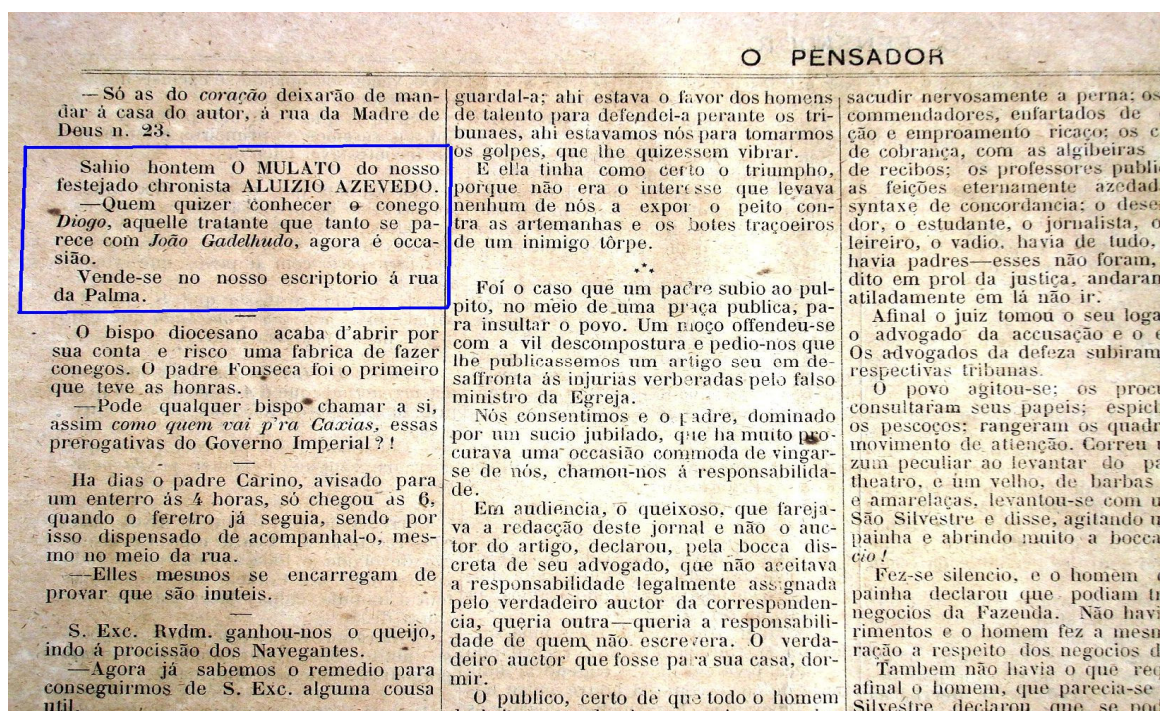 O PENSADOR
—Só as do coração deixarão de man-
dar á casa do autor, á rua da Madre de
Deus n. 23.
Sahio hontem O MULATO do nosso
festejado chronista ALUIZIO AZEVEDO.
—Quem quizer conhecer o conego
Diogo, aquelle tratante que tanto se pa-
rece com João Gadelhudo, agora é occa-
sião.
Vende-se no nosso escriptorio á rua
da Palma.
O bispo diocesano acaba d'abrir por
sua conta e risco uma fabrica de fazer
conegos. O padre Fonseca foi o primeiro
que teve as honras.
—Pode qualquer bispo chamar a si,
assim como quem vai p'ra Caxias, essas
prerogativas do Governo Imperial?!
Ha dias o padre Carino, avisado para
um enterro ás 4 horas, só chegou as 6,
quando o feretro já seguia, sendo por
isso dispensado de acompanhal-o, mes-
mo no meio da rua.
—Elles mesmos se encarregam de
provar que são inuteis.
S. Exc. Rvdm. ganhou-nos o queijo,
indo á procissão dos Navegantes.
—Agora já sabemos o remedio para
conseguirmos de S. Exc. alguma cousa
util.
guardal-a; ahi estava o favor dos homens
de talento para defendel-a perante os tri-
bunaes, ahi estavamos nós para tomarmos
os golpes, que lhe quizessem vibrar.
E ella tinha como certo o triumpho,
porque não era o interesse que levava
nenhum de nós a expor o peito con-
tra as artemanhas e os botes traçoeiros
de um inimigo tôrpe.
Foí o caso que um padre subio ao pul-
pito, no meio de uma praça publica, pa-
ra insultar o povo. Um moço offendeu-se
com a vil descompostura e pedio-nos que
lhe publicassemos um artigo seu em de-
saffronta ás injurias verberadas pelo falso
ministro da Egreja.
Nós consentimos e o padre, dominado
por um sucio jubilado, que ha muito pro-
curava uma occasião commoda de vingar-
se de nós, chamou-nos á responsabilida-
de.
Em audiencia, o queixoso, que fareja-
va a redacção deste jornal e não o auc-
tor do artigo, declarou, pela bocca dis-
creta de seu advogado, que não aceitava
a responsabilidade legalmente assignada
pelo verdadeiro auctor da corresponden-
cia, queria outra—queria a responsabili-
dade de quem não escrevera. O verda-
deiro auctor que fosse para sua casa, dor-
mir.
O publico, certo de que todo o homem
sacudir nervosamente a perna; os
commendadores, enfartados de
ção e emproamento ricaço; os c
de cobrança, com as algibeiras
de recibos; os professores publi
as feições eternamente azedad
syntaxe de concordancia; o dese
dor, o estudante, o jornalista, o
leireiro, o vadio. havia de tudo,
havia padres—esses não foram,
dito em prol da justiça, andaram
atiladamente em lá não ir.
Afinal o juiz tomou o seu loga
o advogado da accusação e o e
Os advogados da defeza subiram
respectivas tribunas.
O povo agitou-se; os procu
consultaram seus papeis; espich
os pescoços; rangeram os quadr
movimento de attenção. Correu u
zum peculiar ao levantar do pa
theatro, e um velho, de barbas
e amarelaças, levantou-se com u
São Silvestre e disse, agitando u
painha e abrindo muito a bocca
cio!
Fez-se silencio, e o homem
painha declarou que podiam tr
negocios da Fazenda. Não havi
rimentos e o homem fez a mesm
ração a respeito dos negocios d
Tambem não havia o que req
afinal o homem, que parecia-se
Silvestre declarou que se pod